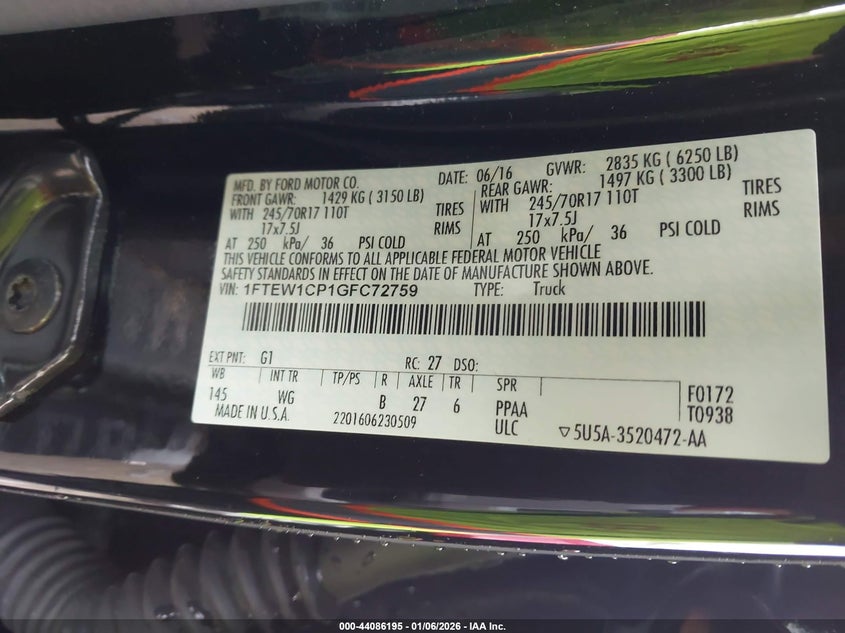 MFD. BY FORD MOTOR CO. DATE: 06/16 GVWR: 2835 KG ( 6250 LB)
FRONT GAWR: 1429 KG ( 3150 LB) REAR GAWR: 1497 KG ( 3300 LB)
WITH 245/70R17 110T TIRES WITH 245/70R17 110T TIRES
17x7.5J RIMS 17x7.5J RIMS
AT 250 kPa/ 36 PSI COLD AT 250 kPa/ 36 PSI COLD
THIS VEHICLE CONFORMS TO ALL APPLICABLE FEDERAL MOTOR VEHICLE
SAFETY STANDARDS IN EFFECT ON THE DATE OF MANUFACTURE SHOWN ABOVE.
VIN: 1FTEW1CP1GFC72759 TYPE: Truck
EXT PNT: G1 RC: 27 DSO:
WB INT TR TP/PS R AXLE TR SPR
145 WG B 27 6 PPAA F0172
MADE IN U.S.A. 2201606230509 ULC T0938
▽5U5A-3520472-AA
000-44086195 - 01/06/2026 - IAA Inc.